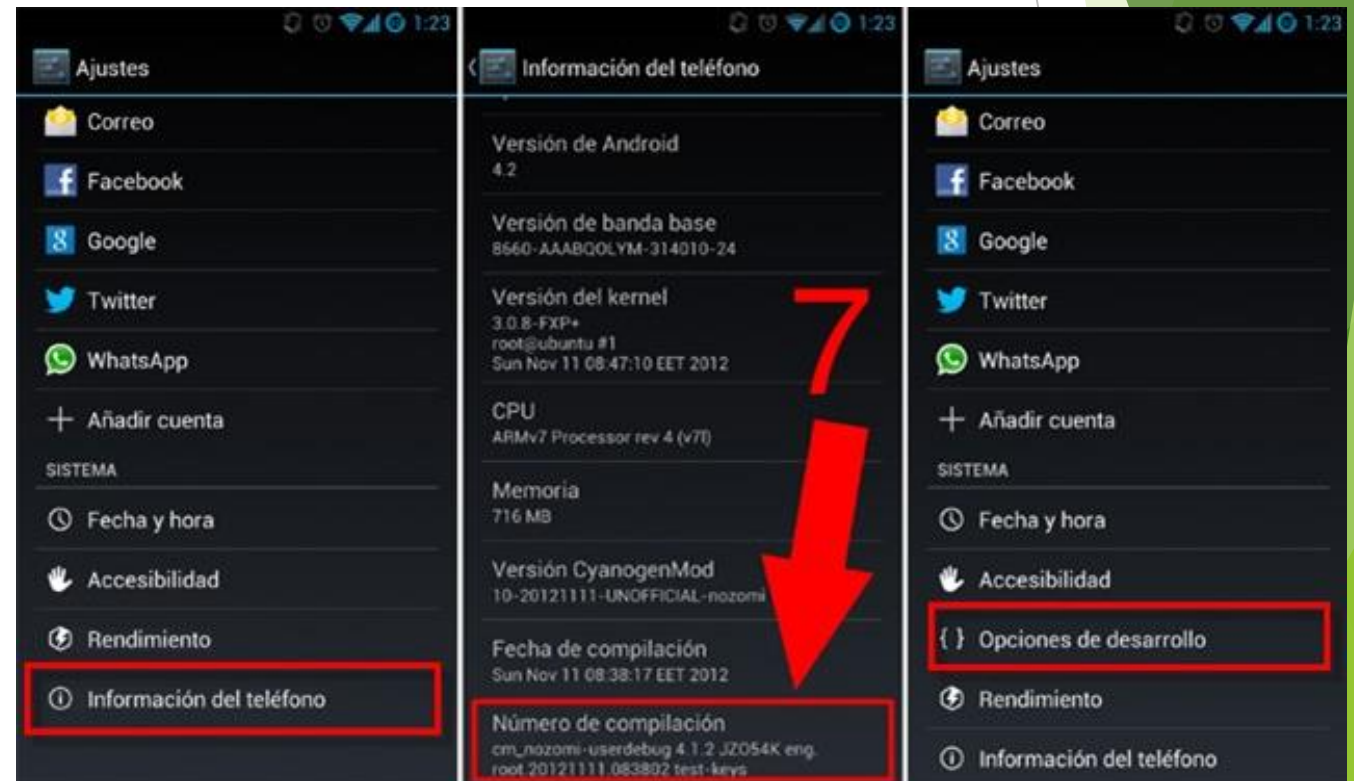 1:23
Ajustes
Correo
Facebook
Google
Twitter
WhatsApp
Añadir cuenta
SISTEMA
Fecha y hora
Accesibilidad
Rendimiento
Información del teléfono
1:23
Información del teléfono
Versión de Android
4.2
Versión de banda base
8660-AAABQOLYM-314010-24
Versión del kernel
3.0.8-FXP+
root@ubuntu #1
Sun Nov 11 08:47:10 EET 2012
CPU
ARMv7 Processor rev 4 (v7l)
Memoria
716 MB
Versión CyanogenMod
10-20121111-UNOFFICIAL-nozomi
Fecha de compilación
Sun Nov 11 08:38:17 EET 2012
Número de compilación
cm_nozomi-userdebug 4.1.2 JZO54K eng.
root.20121111.083802 test-keys
7
1:23
Ajustes
Correo
Facebook
Google
Twitter
WhatsApp
Añadir cuenta
SISTEMA
Fecha y hora
Accesibilidad
{ } Opciones de desarrollo
Rendimiento
Información del teléfono